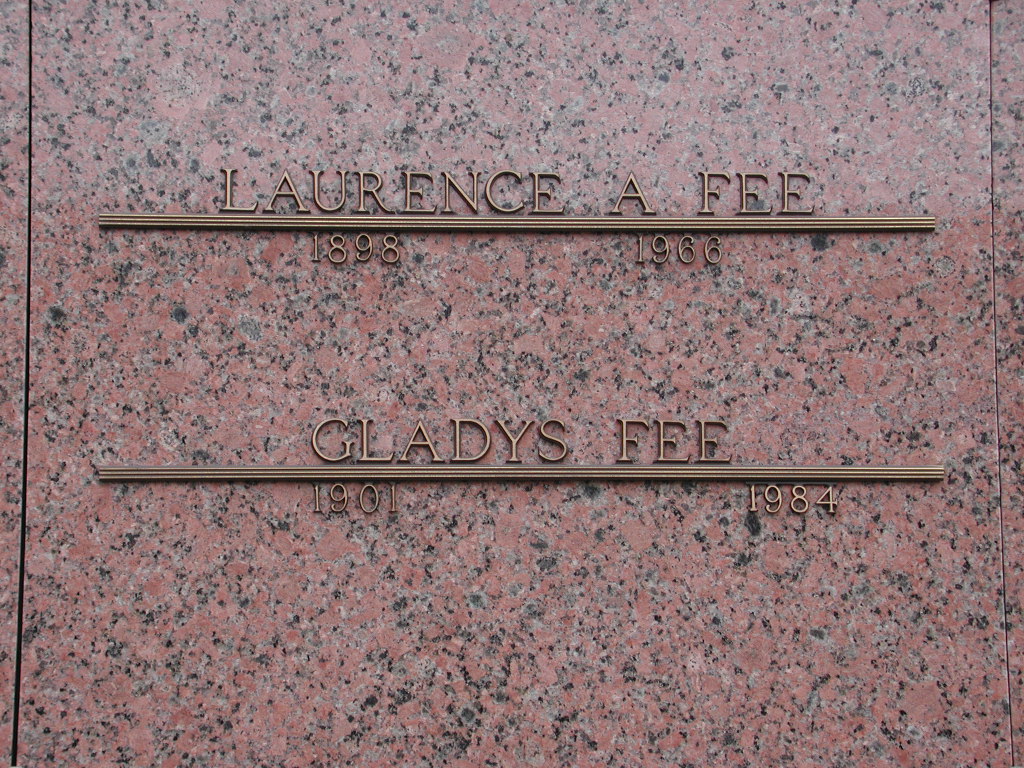 LAURENCE A FEE
1898 1966
GLADYS FEE
1901 1984